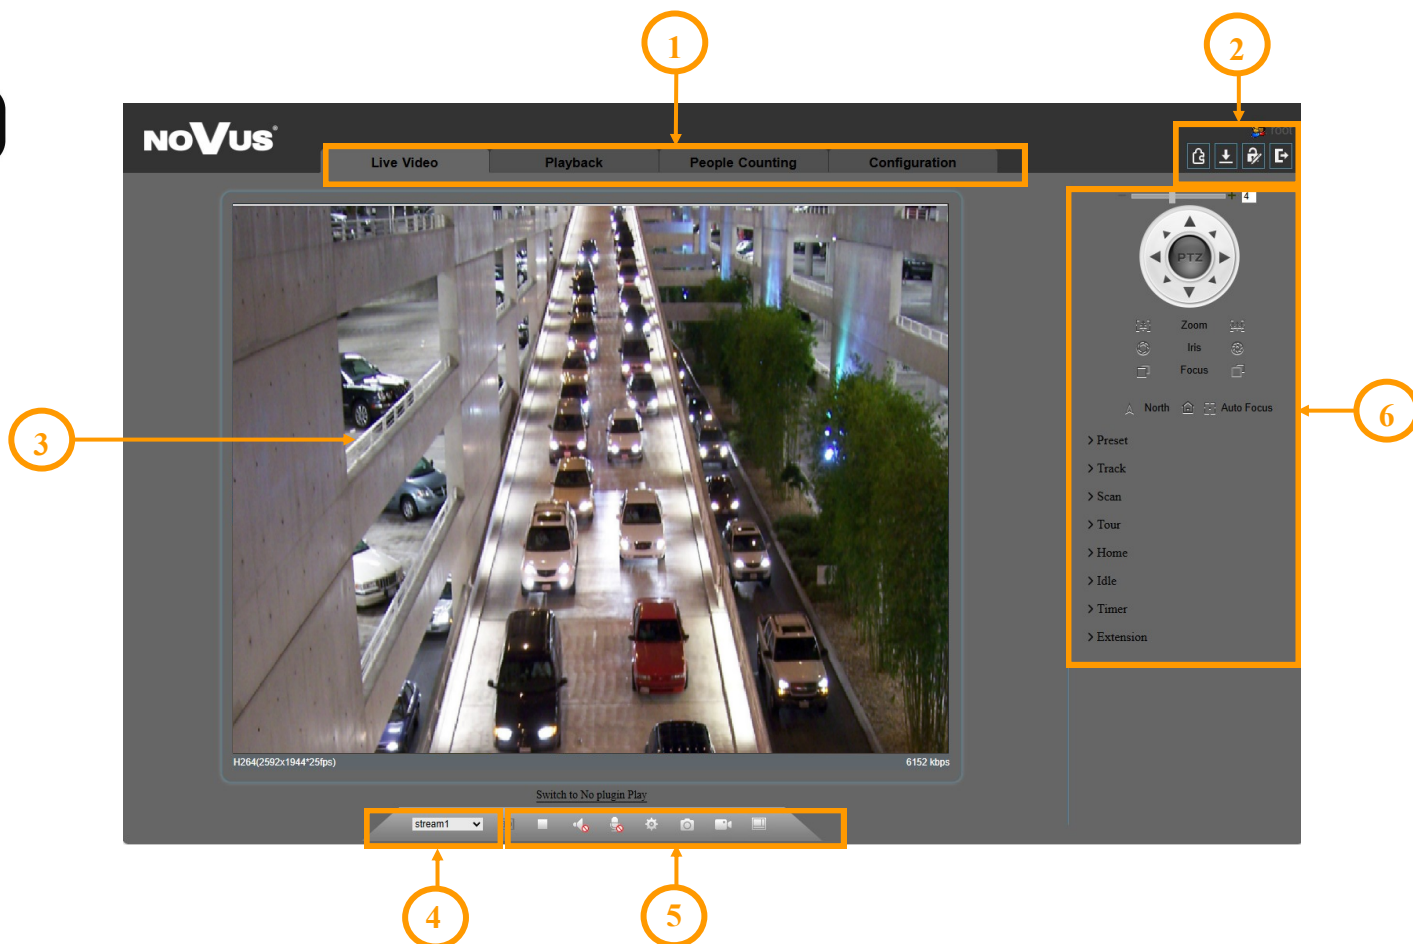 1
2
NOVUS
root
Live Video
Playback
People Counting
Configuration
4
PTZ
Zoom
Iris
Focus
North
Auto Focus
3
6
> Preset
> Track
> Scan
> Tour
> Home
> Idle
> Timer
> Extension
H264(2592x1944*25fps)
6152 kbps
Switch to No plugin Play
stream1
4
5